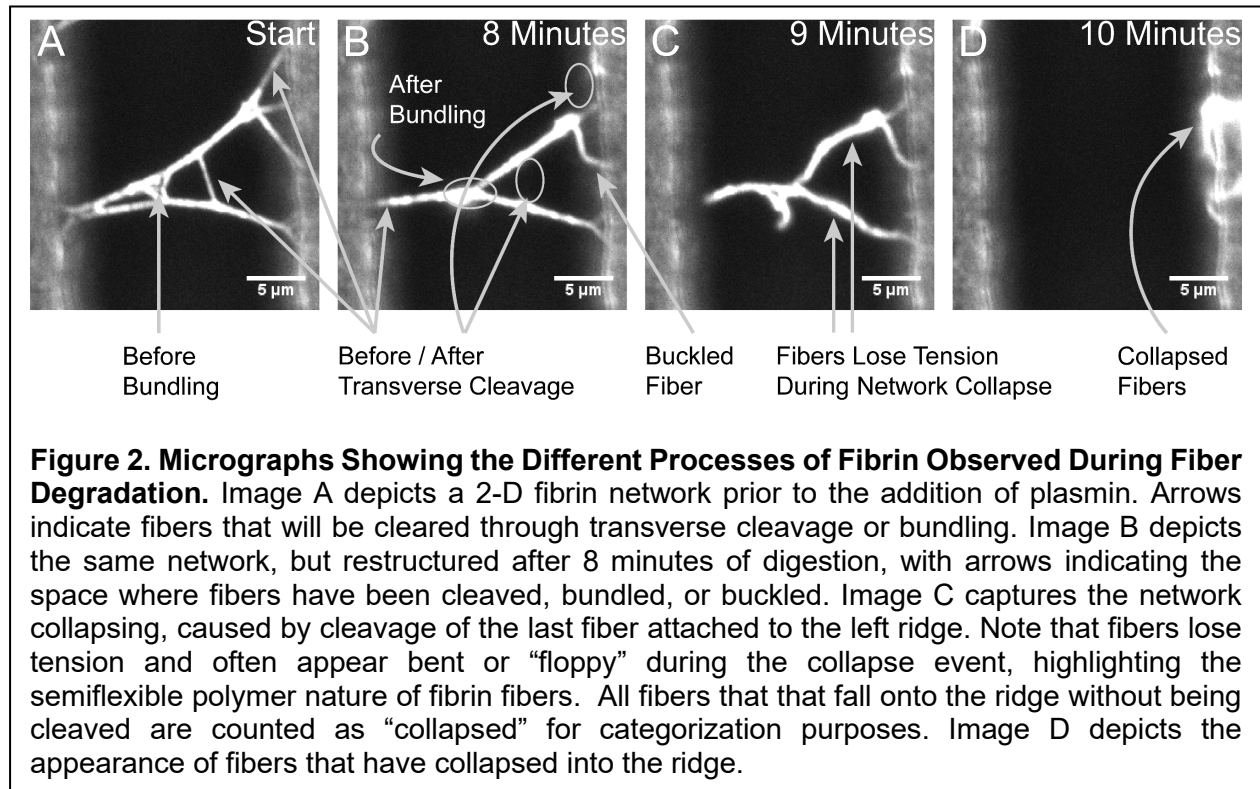 A Start
B 8 Minutes
C 9 Minutes
D 10 Minutes
After
Bundling
5 µm
5 µm
5 µm
5 µm
Before
Bundling
Before / After
Transverse Cleavage
Buckled
Fiber
Fibers Lose Tension
During Network Collapse
Collapsed
Fibers
Figure 2. Micrographs Showing the Different Processes of Fibrin Observed During Fiber
Degradation. Image A depicts a 2-D fibrin network prior to the addition of plasmin. Arrows
indicate fibers that will be cleared through transverse cleavage or bundling. Image B depicts
the same network, but restructured after 8 minutes of digestion, with arrows indicating the
space where fibers have been cleaved, bundled, or buckled. Image C captures the network
collapsing, caused by cleavage of the last fiber attached to the left ridge. Note that fibers lose
tension and often appear bent or “floppy” during the collapse event, highlighting the
semiflexible polymer nature of fibrin fibers. All fibers that that fall onto the ridge without being
cleaved are counted as “collapsed” for categorization purposes. Image D depicts the
appearance of fibers that have collapsed into the ridge.